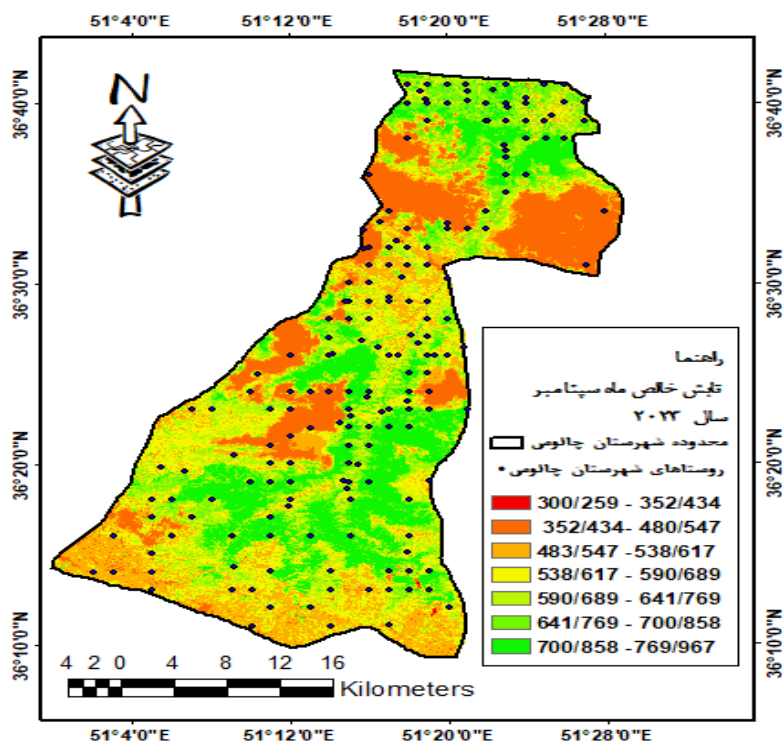 51°4'0"E 51°12'0"E 51°20'0"E 51°28'0"E
N
36°40'0"N 36°40'0"N
36°30'0"N 36°30'0"N
36°20'0"N 36°20'0"N
36°10'0"N 36°10'0"N
راهنما
تابش خالص ماه سپتامبر
سال ۲۰۲۳
محدوده شهرستان چالوس
روستاهای شهرستان چالوس
300/259 - 352/434
352/434- 480/547
483/547 -538/617
538/617 - 590/689
590/689 - 641/769
641/769 - 700/858
700/858 -769/967
4 2 0 4 8 12 16
Kilometers
51°4'0"E 51°12'0"E 51°20'0"E 51°28'0"E